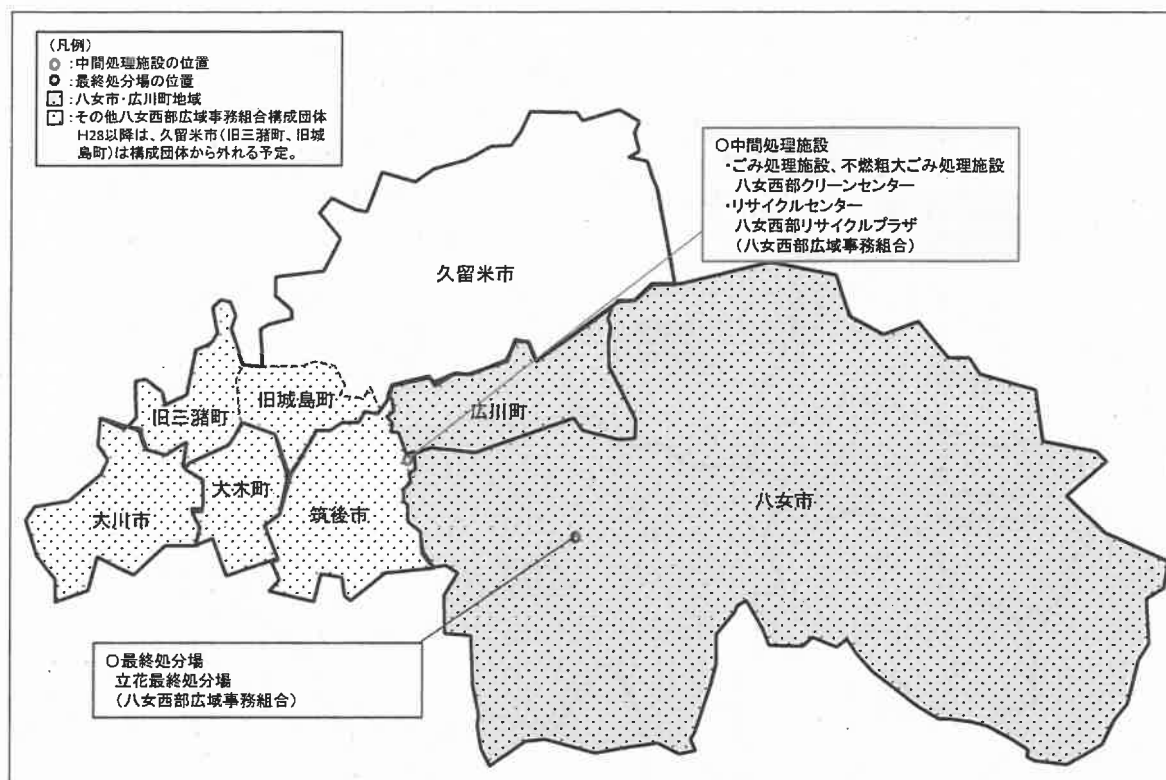 (凡例)
○:中間処理施設の位置
○:最終処分場の位置
:八女市・広川町地域
:その他八女西部広域事務組合構成団体
H28以降は、久留米市(旧三潴町、旧城
島町)は構成団体から外れる予定。
○中間処理施設
・ごみ処理施設、不燃粗大ごみ処理施設
八女西部クリーンセンター
・リサイクルセンター
八女西部リサイクルプラザ
(八女西部広域事務組合)
久留米市
旧城島町
旧三潴町
広川町
大木町
八女市
大川市
筑後市
○最終処分場
立花最終処分場
(八女西部広域事務組合)